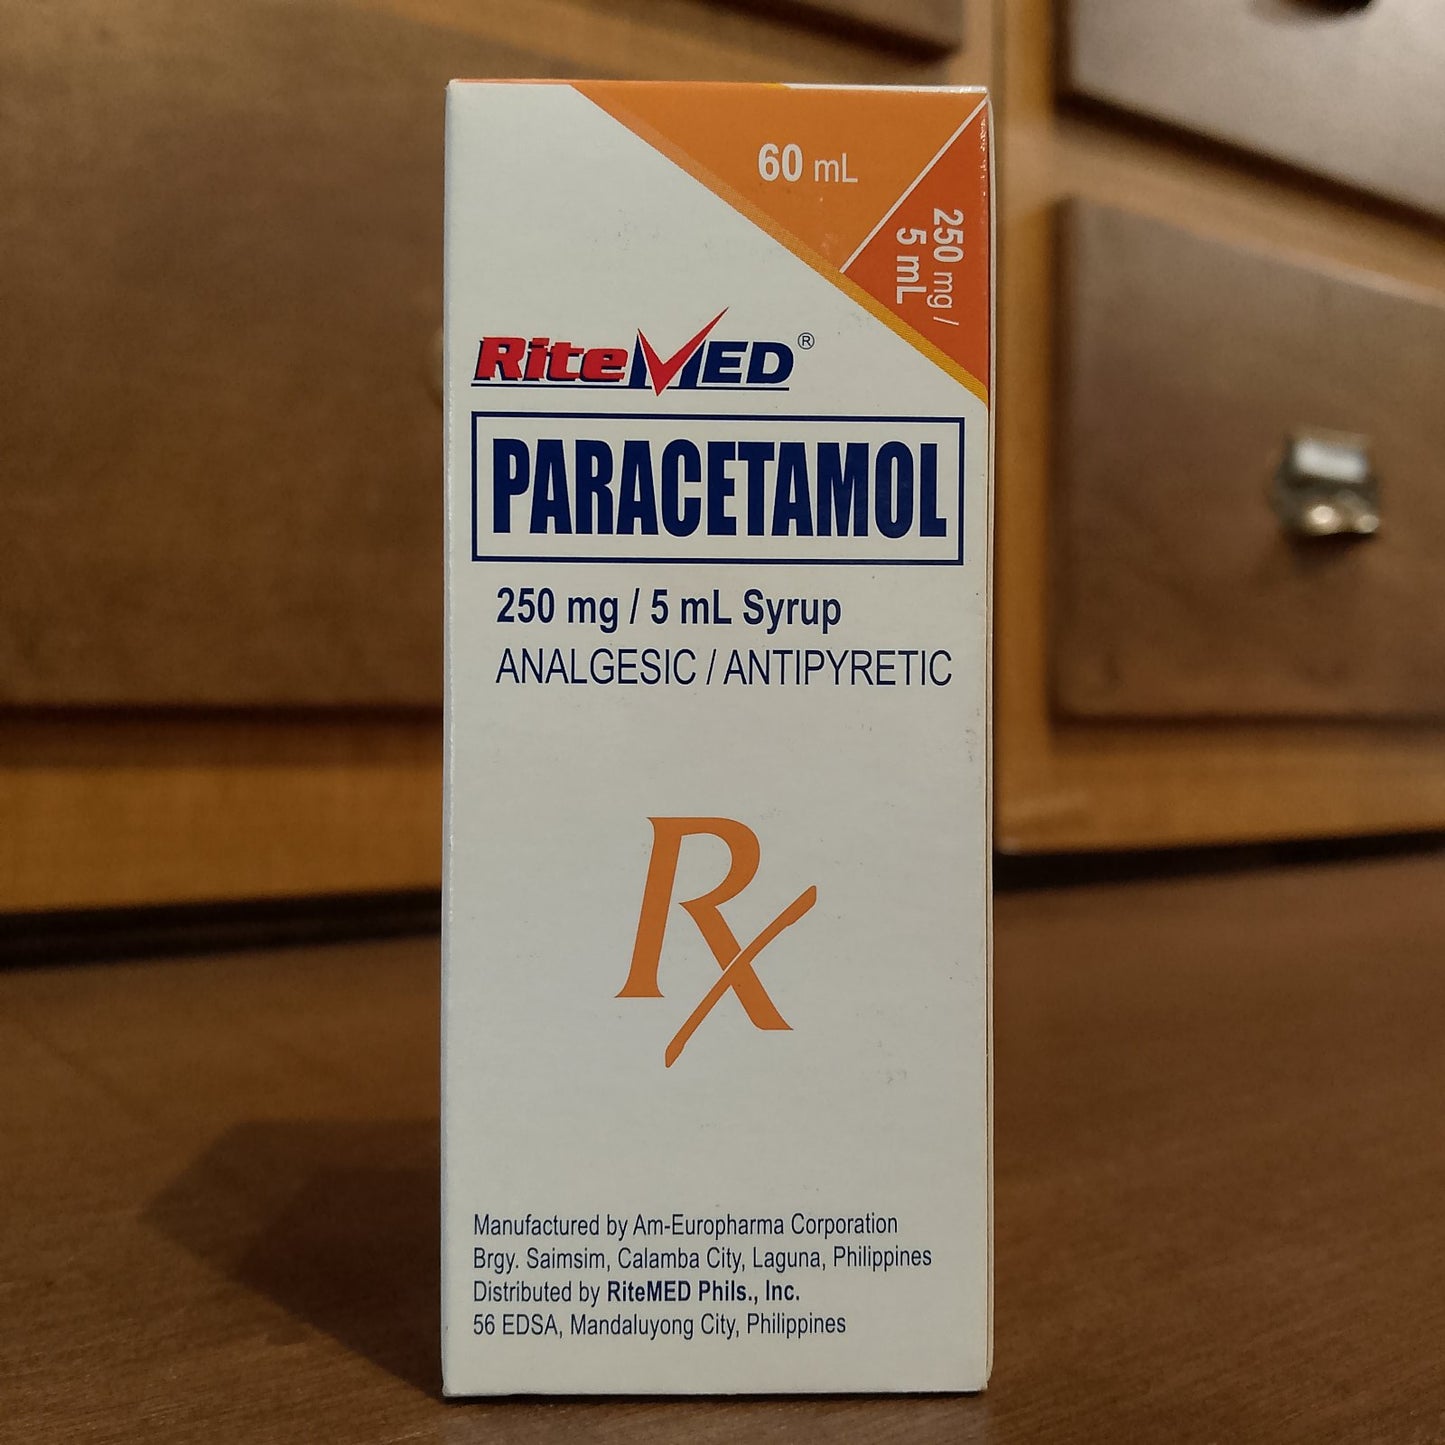 60 mL
250 mg /
5 mL
RiteMED®
PARACETAMOL
250 mg / 5 mL Syrup
ANALGESIC / ANTIPYRETIC
Rx
Manufactured by Am-Europharma Corporation
Brgy. Saimsim, Calamba City, Laguna, Philippines
Distributed by RiteMED Phils., Inc.
56 EDSA, Mandaluyong City, Philippines